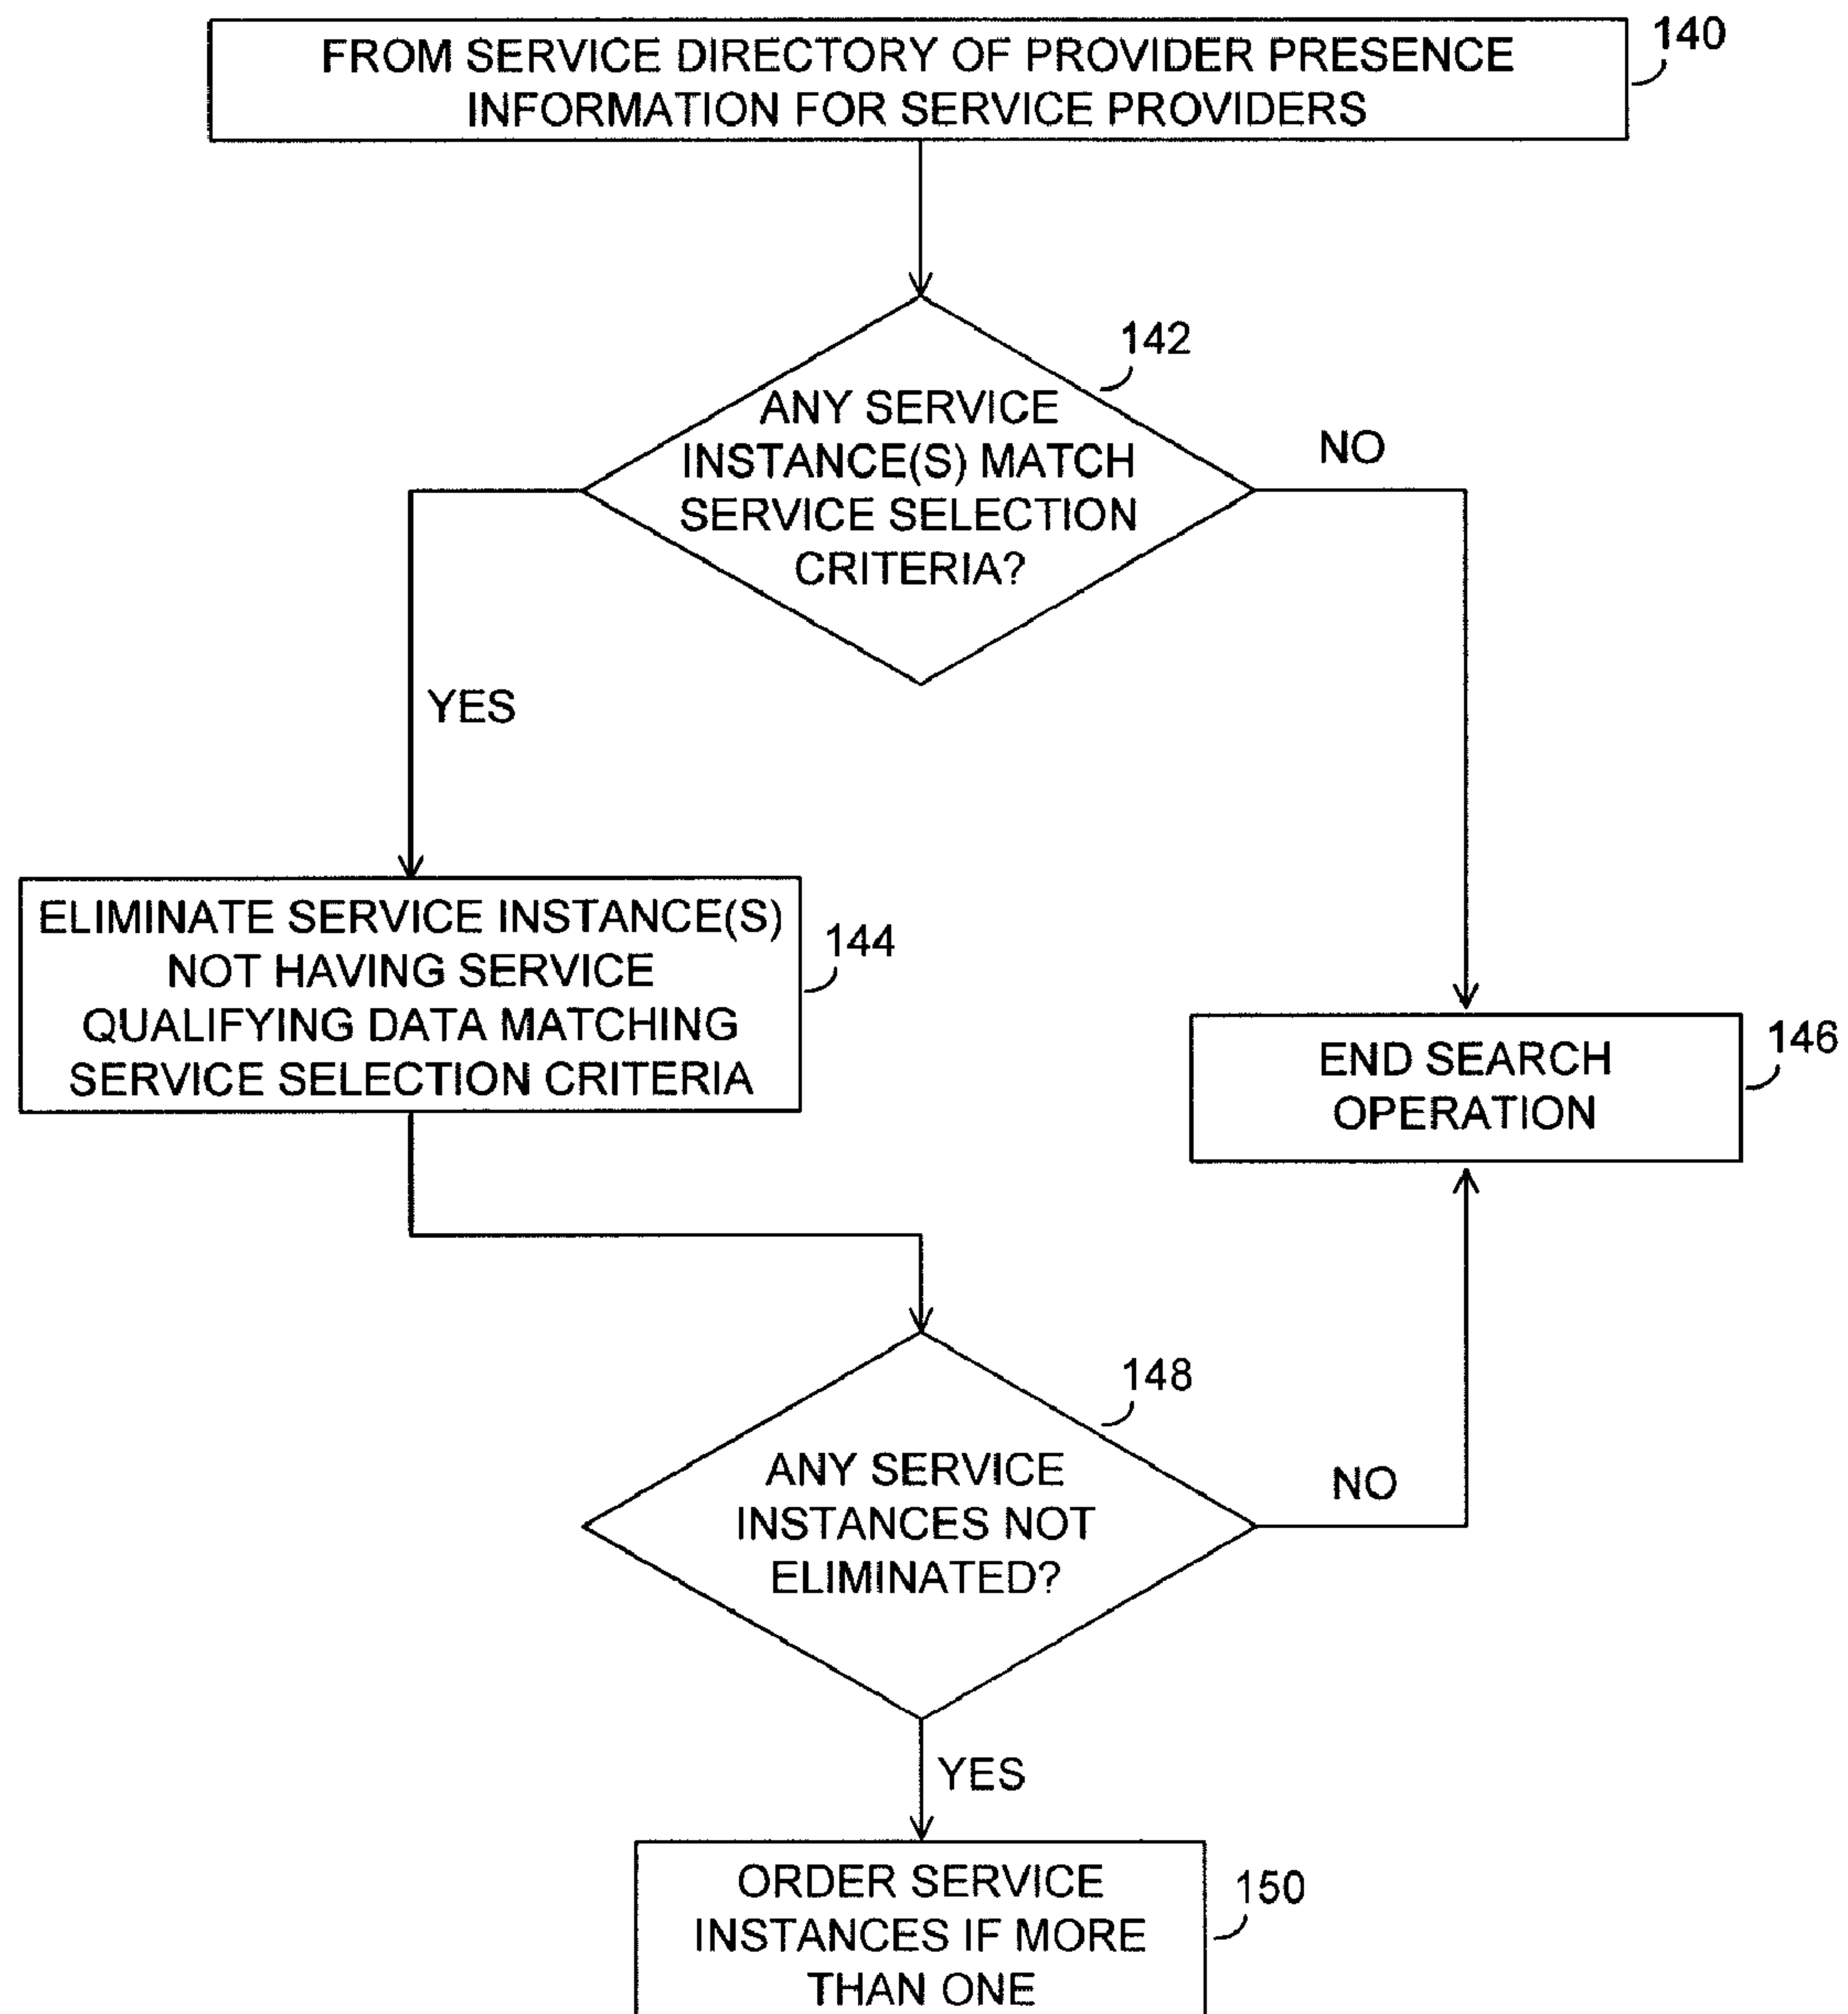 FROM SERVICE DIRECTORY OF PROVIDER PRESENCE
INFORMATION FOR SERVICE PROVIDERS
140
142
ANY SERVICE
INSTANCE(S) MATCH
SERVICE SELECTION
CRITERIA?
NO
YES
ELIMINATE SERVICE INSTANCE(S)
NOT HAVING SERVICE
QUALIFYING DATA MATCHING
SERVICE SELECTION CRITERIA
144
END SEARCH
OPERATION
146
148
ANY SERVICE
INSTANCES NOT
ELIMINATED?
NO
YES
ORDER SERVICE
INSTANCES IF MORE
THAN ONE
150